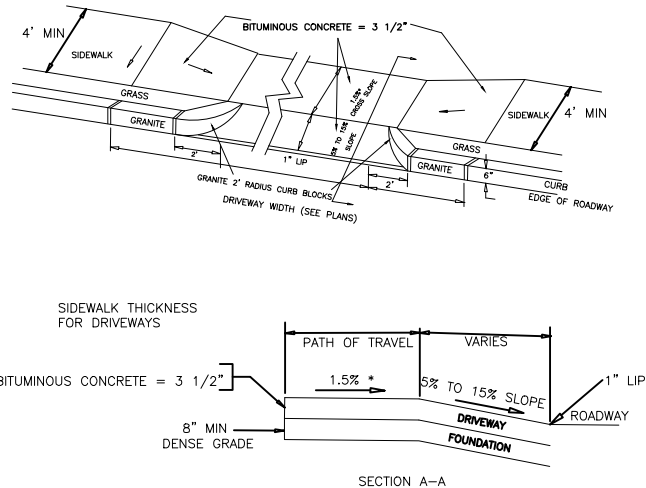 BITUMINOUS CONCRETE = 3 1/2"
4' MIN
SIDEWALK
GRASS
GRANITE
2'
1" LIP
5% TO 15% SLOPE
1.5%* CROSS SLOPE
GRANITE 2' RADIUS CURB BLOCKS
DRIVEWAY WIDTH (SEE PLANS)
SIDEWALK
4' MIN
GRASS
GRANITE
2'
6"
CURB
EDGE OF ROADWAY
SIDEWALK THICKNESS
FOR DRIVEWAYS
PATH OF TRAVEL
VARIES
BITUMINOUS CONCRETE = 3 1/2"
1.5% *
5% TO 15% SLOPE
1" LIP
ROADWAY
DRIVEWAY
FOUNDATION
8" MIN
DENSE GRADE
SECTION A-A